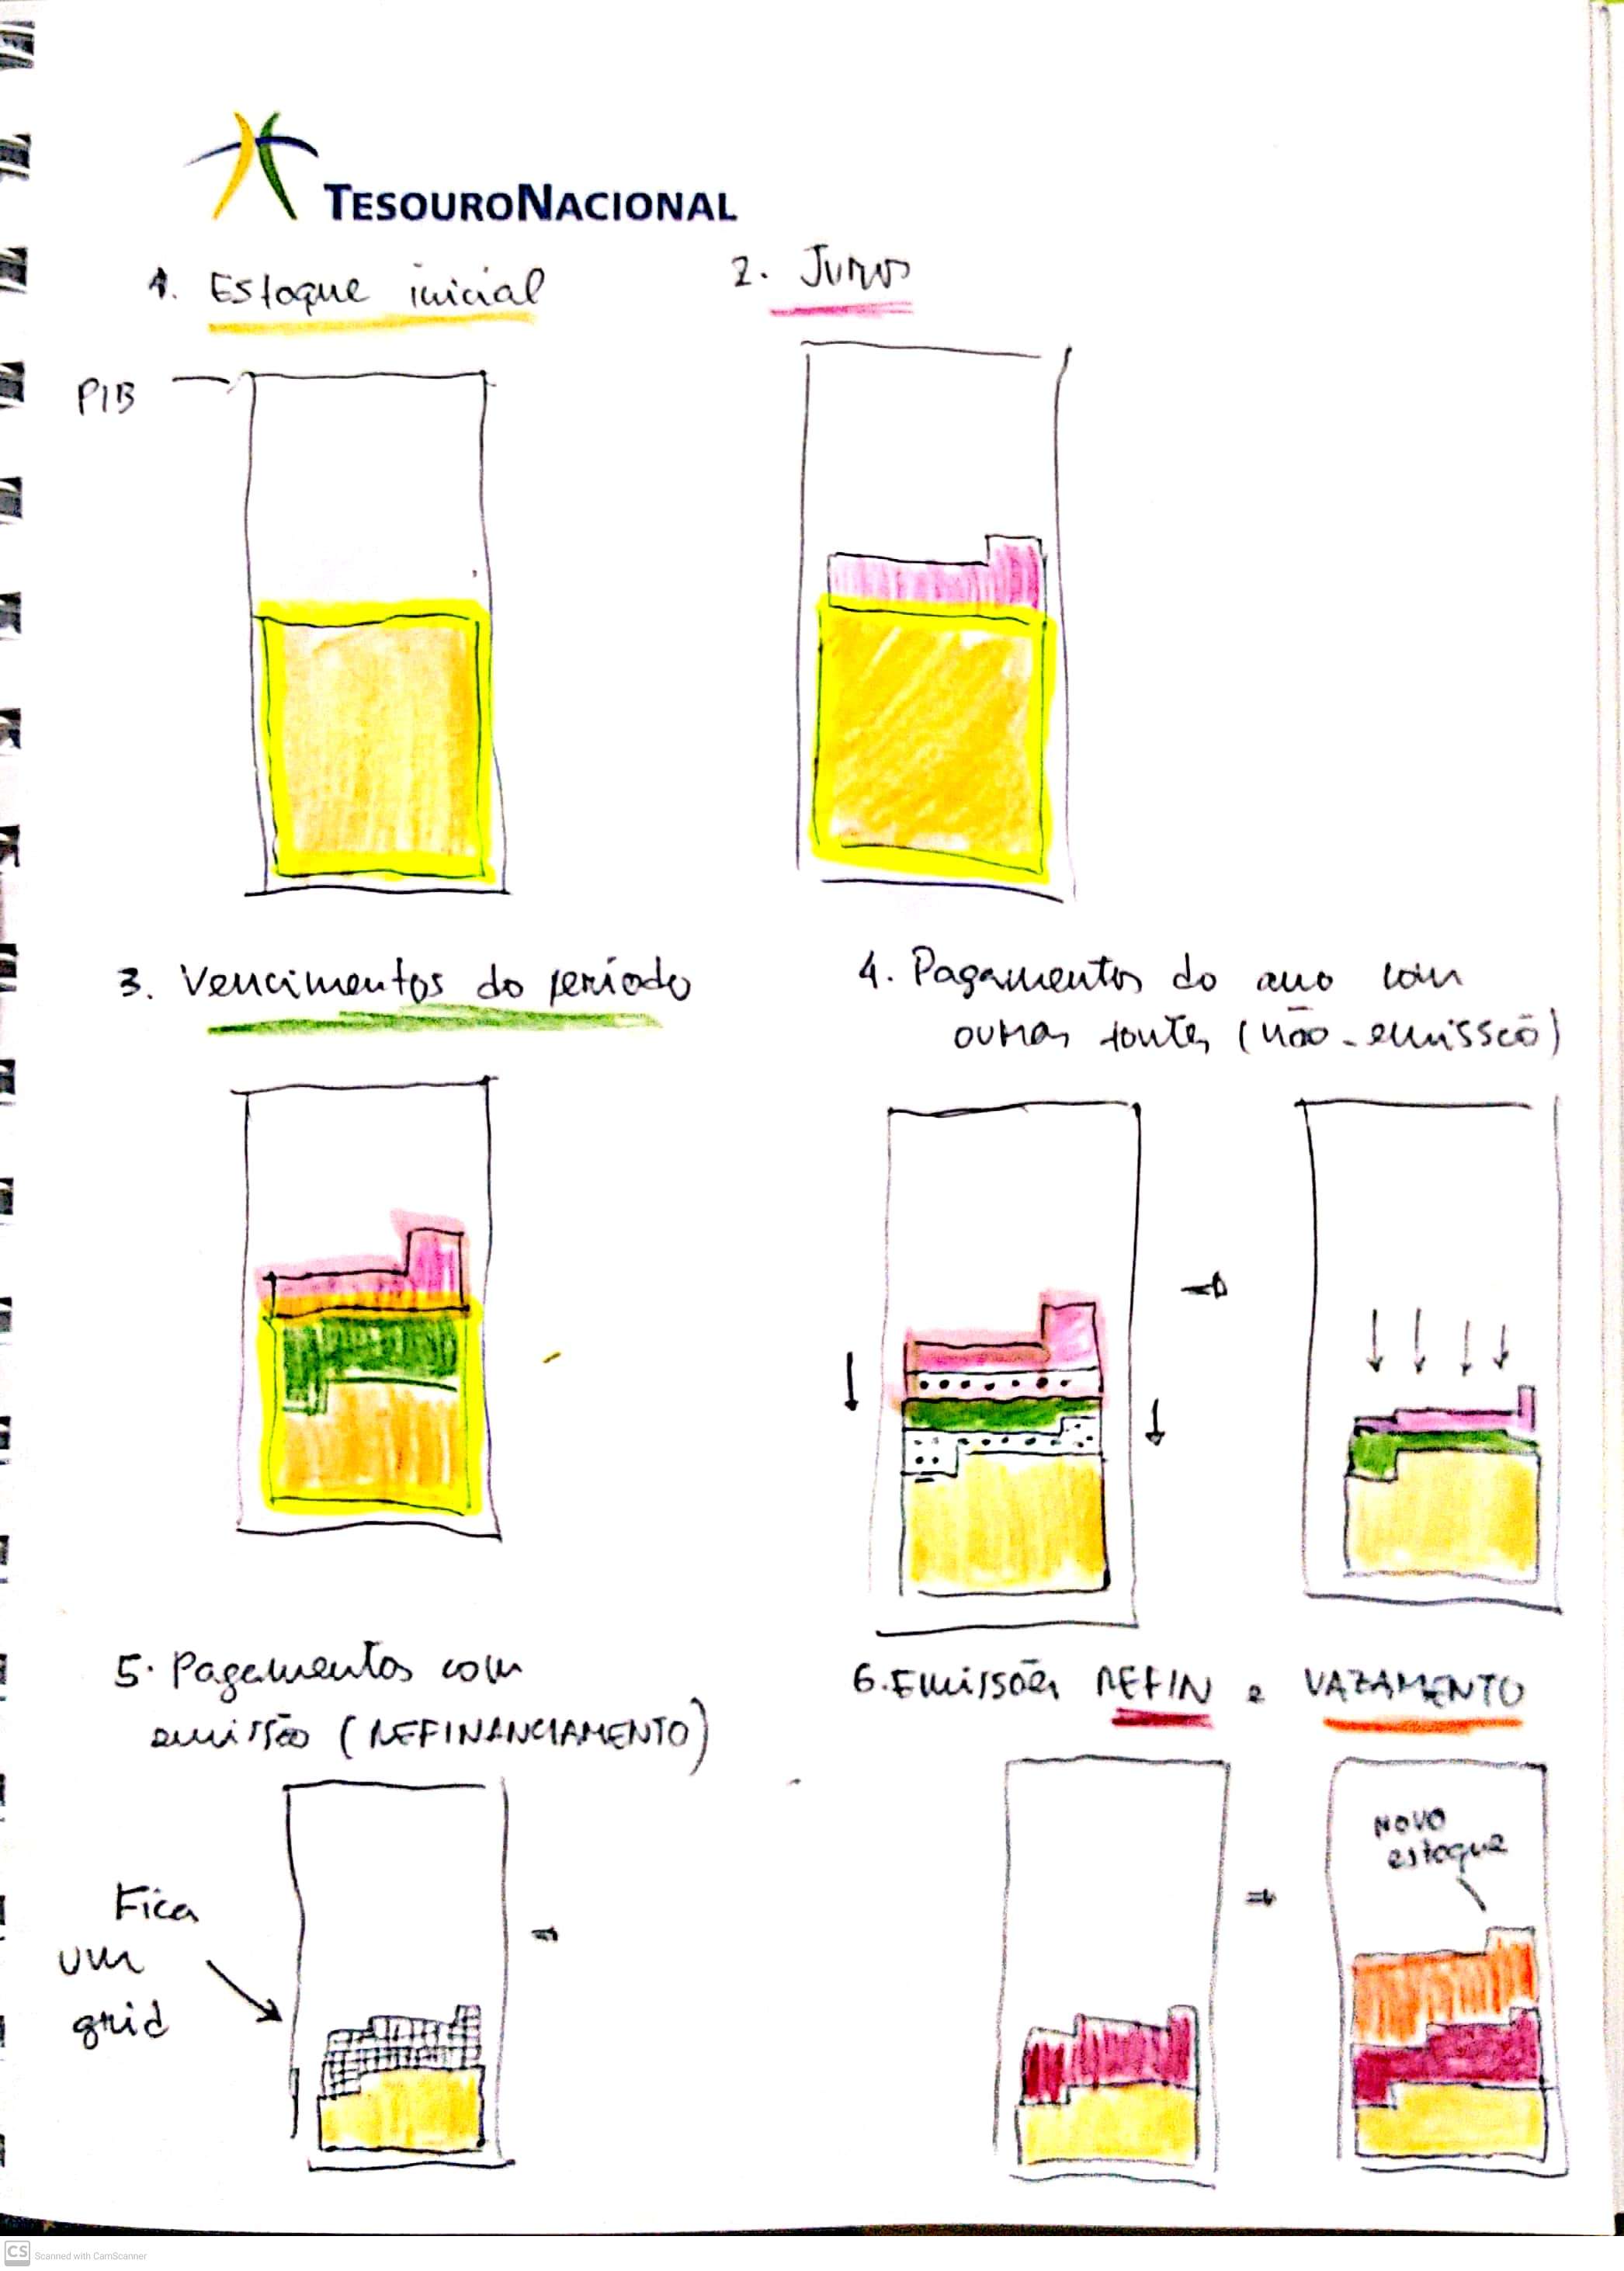 TESOURONACIONAL
1. Estoque inicial
2. Juros
PIB
3. Vencimentos do período
4. Pagamentos do ano com
outras fontes (não-emissão)
5. Pagamentos com
emissão (REFINANCIAMENTO)
6. Emissões REFIN e VAZAMENTO
Novo
estoque
Fica
um
grid
CS Scanned with CamScanner